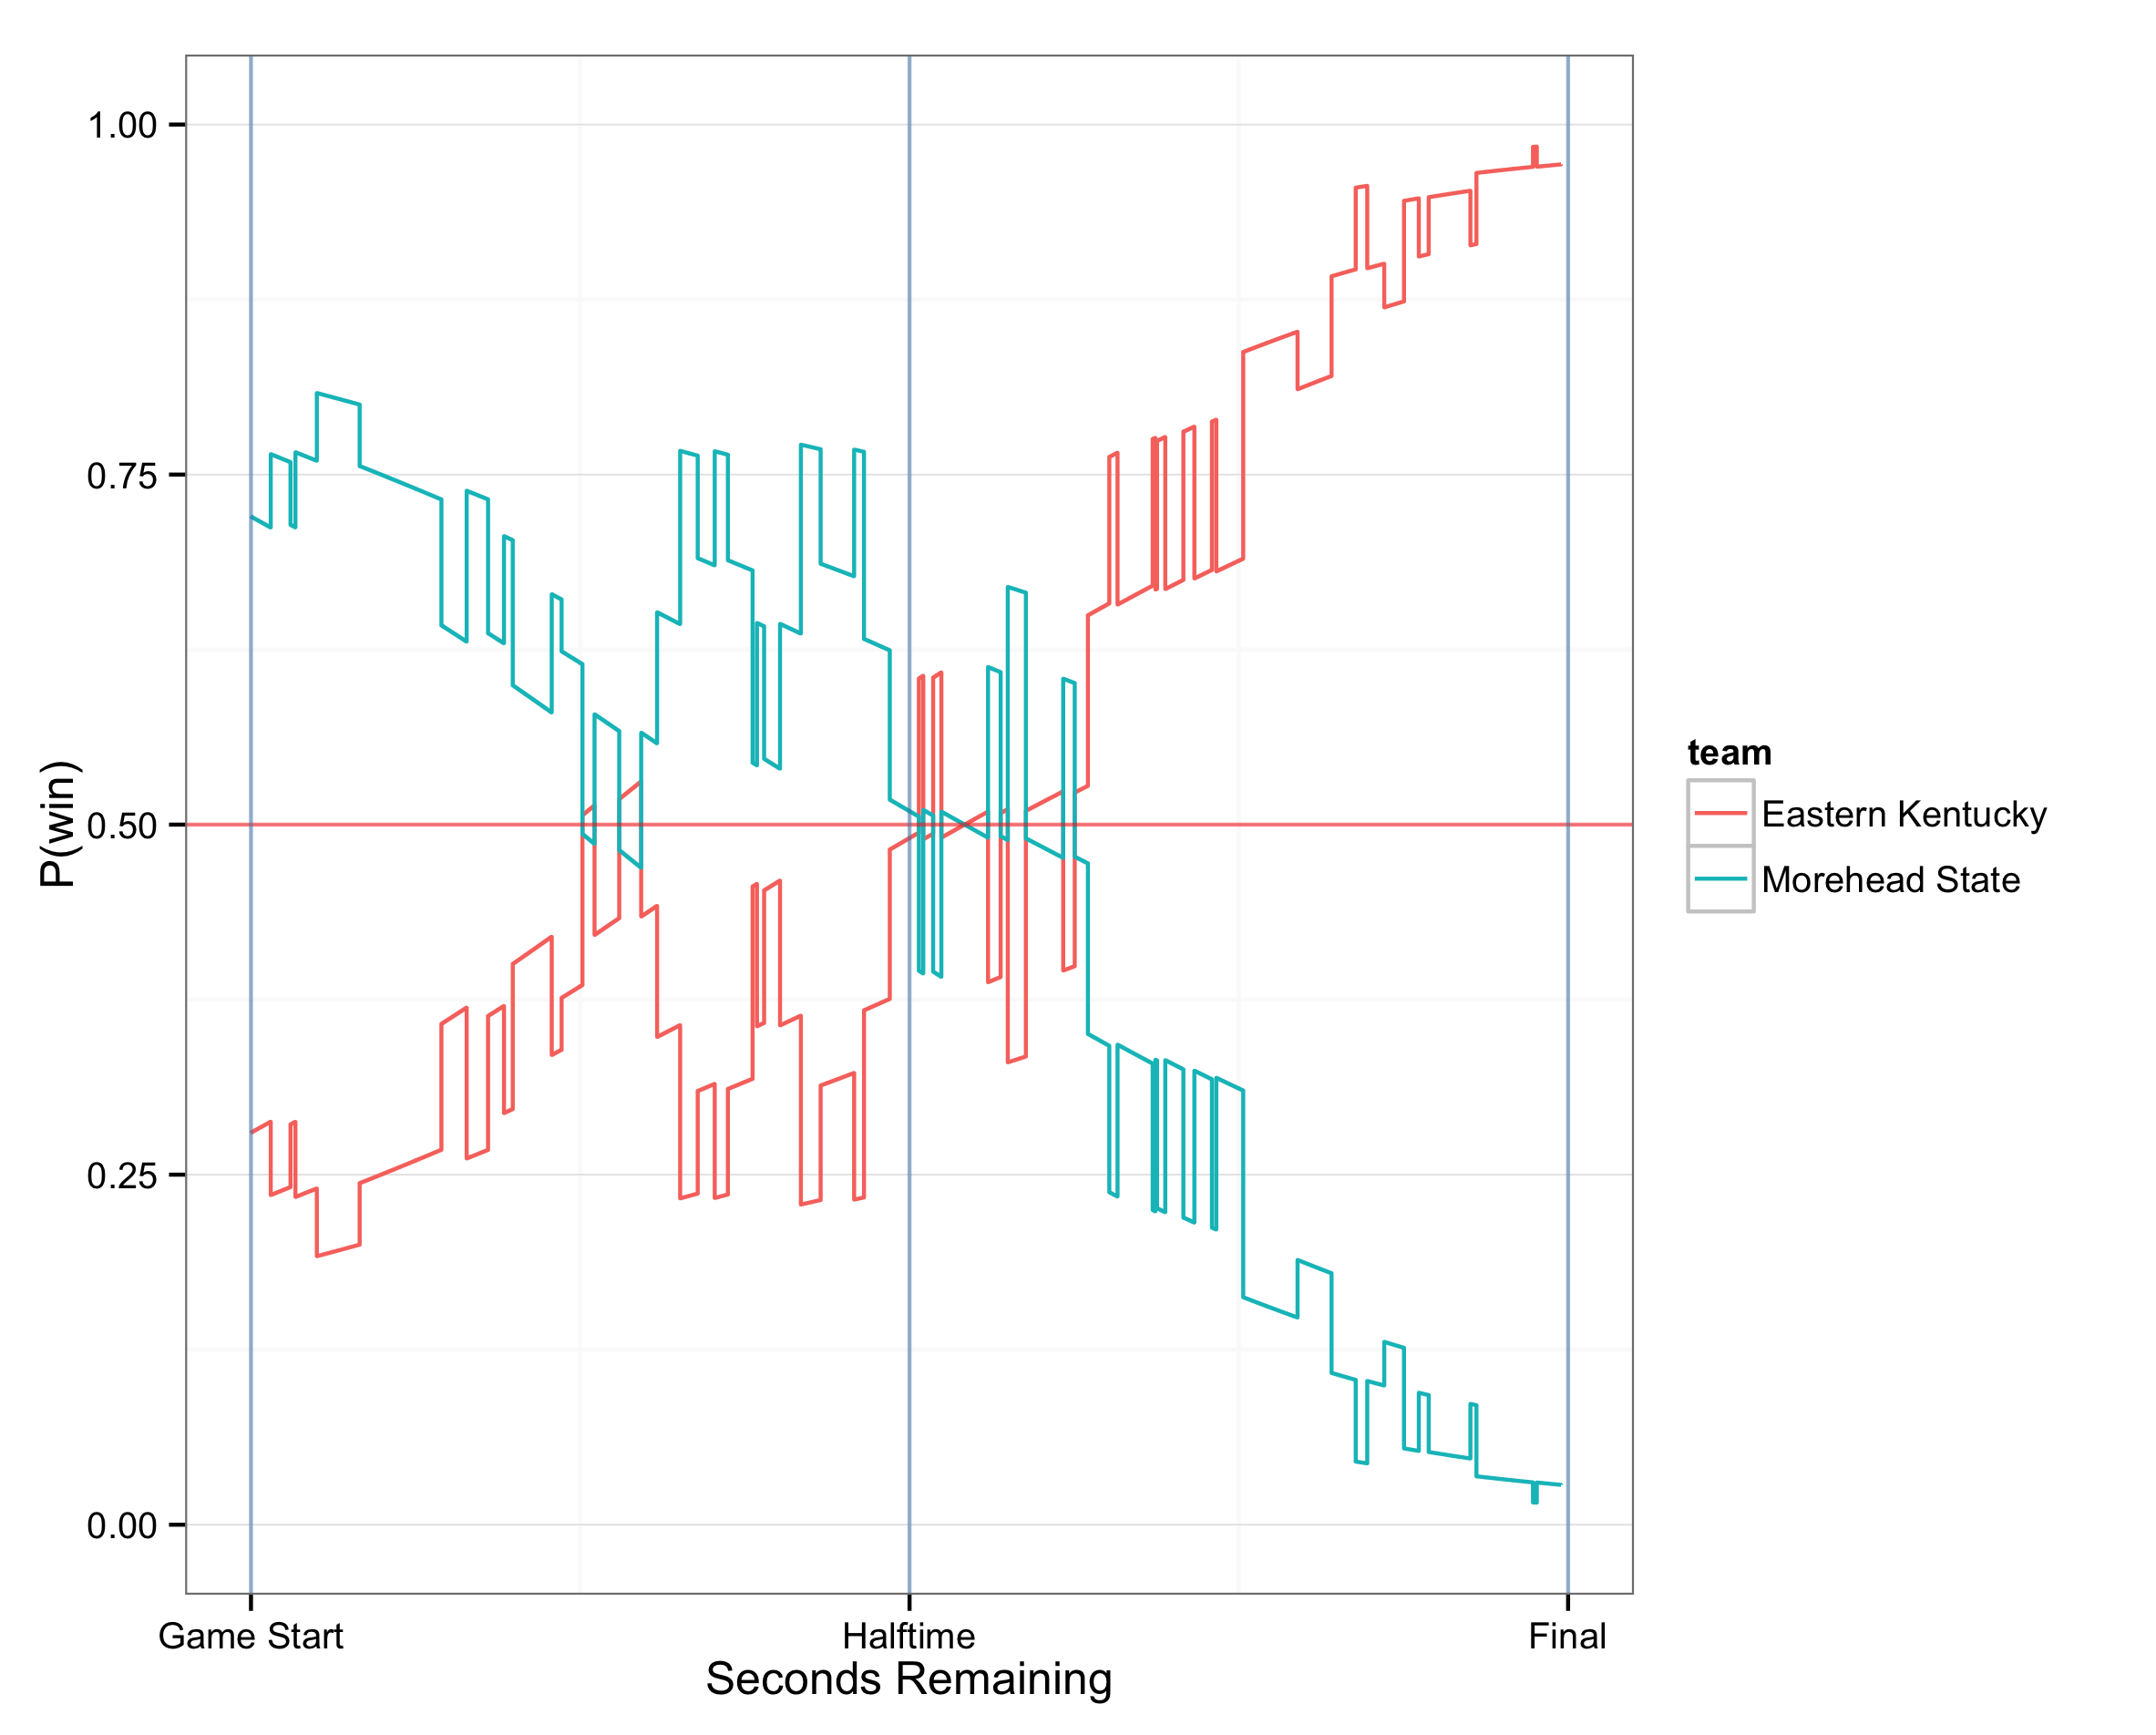 1.00
0.75
0.50
0.25
0.00
P(win)
Game Start
Halftime
Final
Seconds Remaining
team
Eastern Kentucky
Morehead State